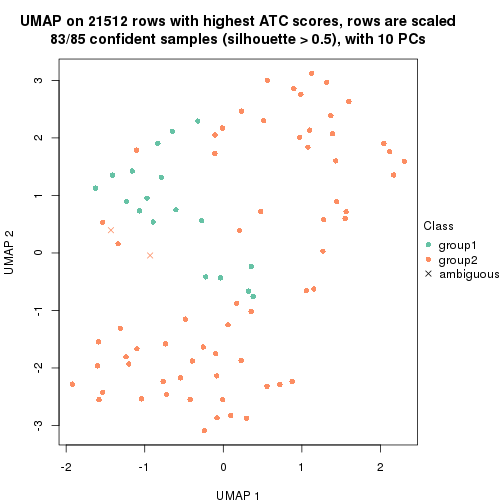 UMAP on 21512 rows with highest ATC scores, rows are scaled
83/85 confident samples (silhouette > 0.5), with 10 PCs
3
2
1
0
-1
-2
-3
UMAP 2
-2
-1
0
1
2
UMAP 1
Class
group1
group2
ambiguous